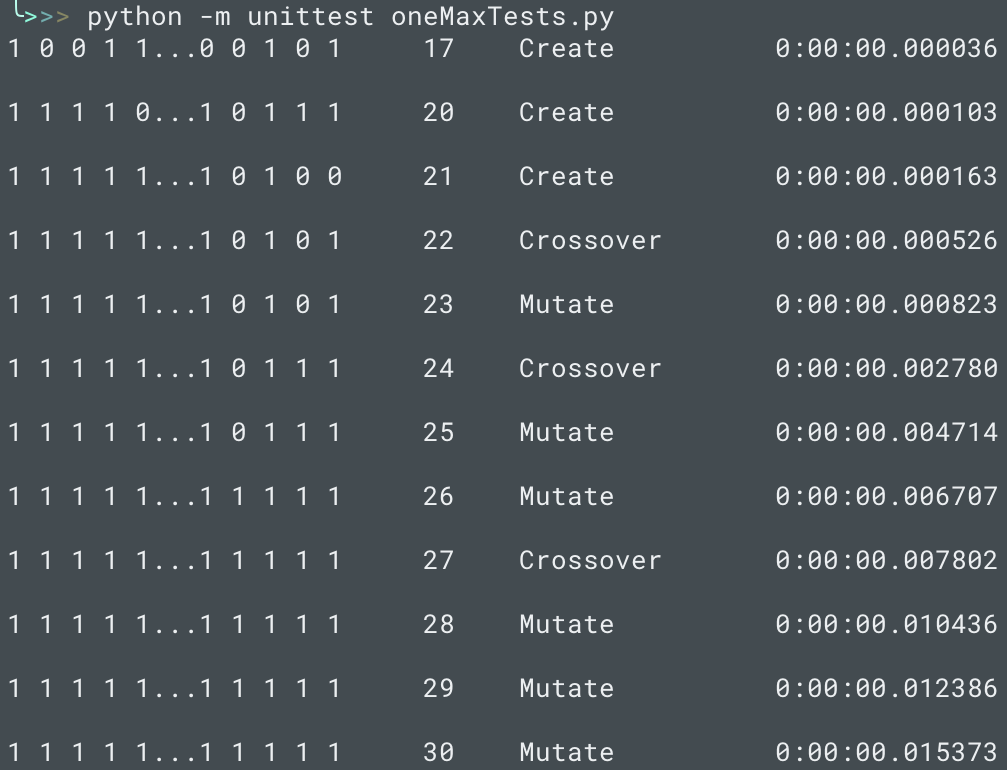 ╰>>> python -m unittest oneMaxTests.py
1 0 0 1 1...0 0 1 0 1 17 Create 0:00:00.000036
1 1 1 1 0...1 0 1 1 1 20 Create 0:00:00.000103
1 1 1 1 1...1 0 1 0 0 21 Create 0:00:00.000163
1 1 1 1 1...1 0 1 0 1 22 Crossover 0:00:00.000526
1 1 1 1 1...1 0 1 0 1 23 Mutate 0:00:00.000823
1 1 1 1 1...1 0 1 1 1 24 Crossover 0:00:00.002780
1 1 1 1 1...1 0 1 1 1 25 Mutate 0:00:00.004714
1 1 1 1 1...1 1 1 1 1 26 Mutate 0:00:00.006707
1 1 1 1 1...1 1 1 1 1 27 Crossover 0:00:00.007802
1 1 1 1 1...1 1 1 1 1 28 Mutate 0:00:00.010436
1 1 1 1 1...1 1 1 1 1 29 Mutate 0:00:00.012386
1 1 1 1 1...1 1 1 1 1 30 Mutate 0:00:00.015373